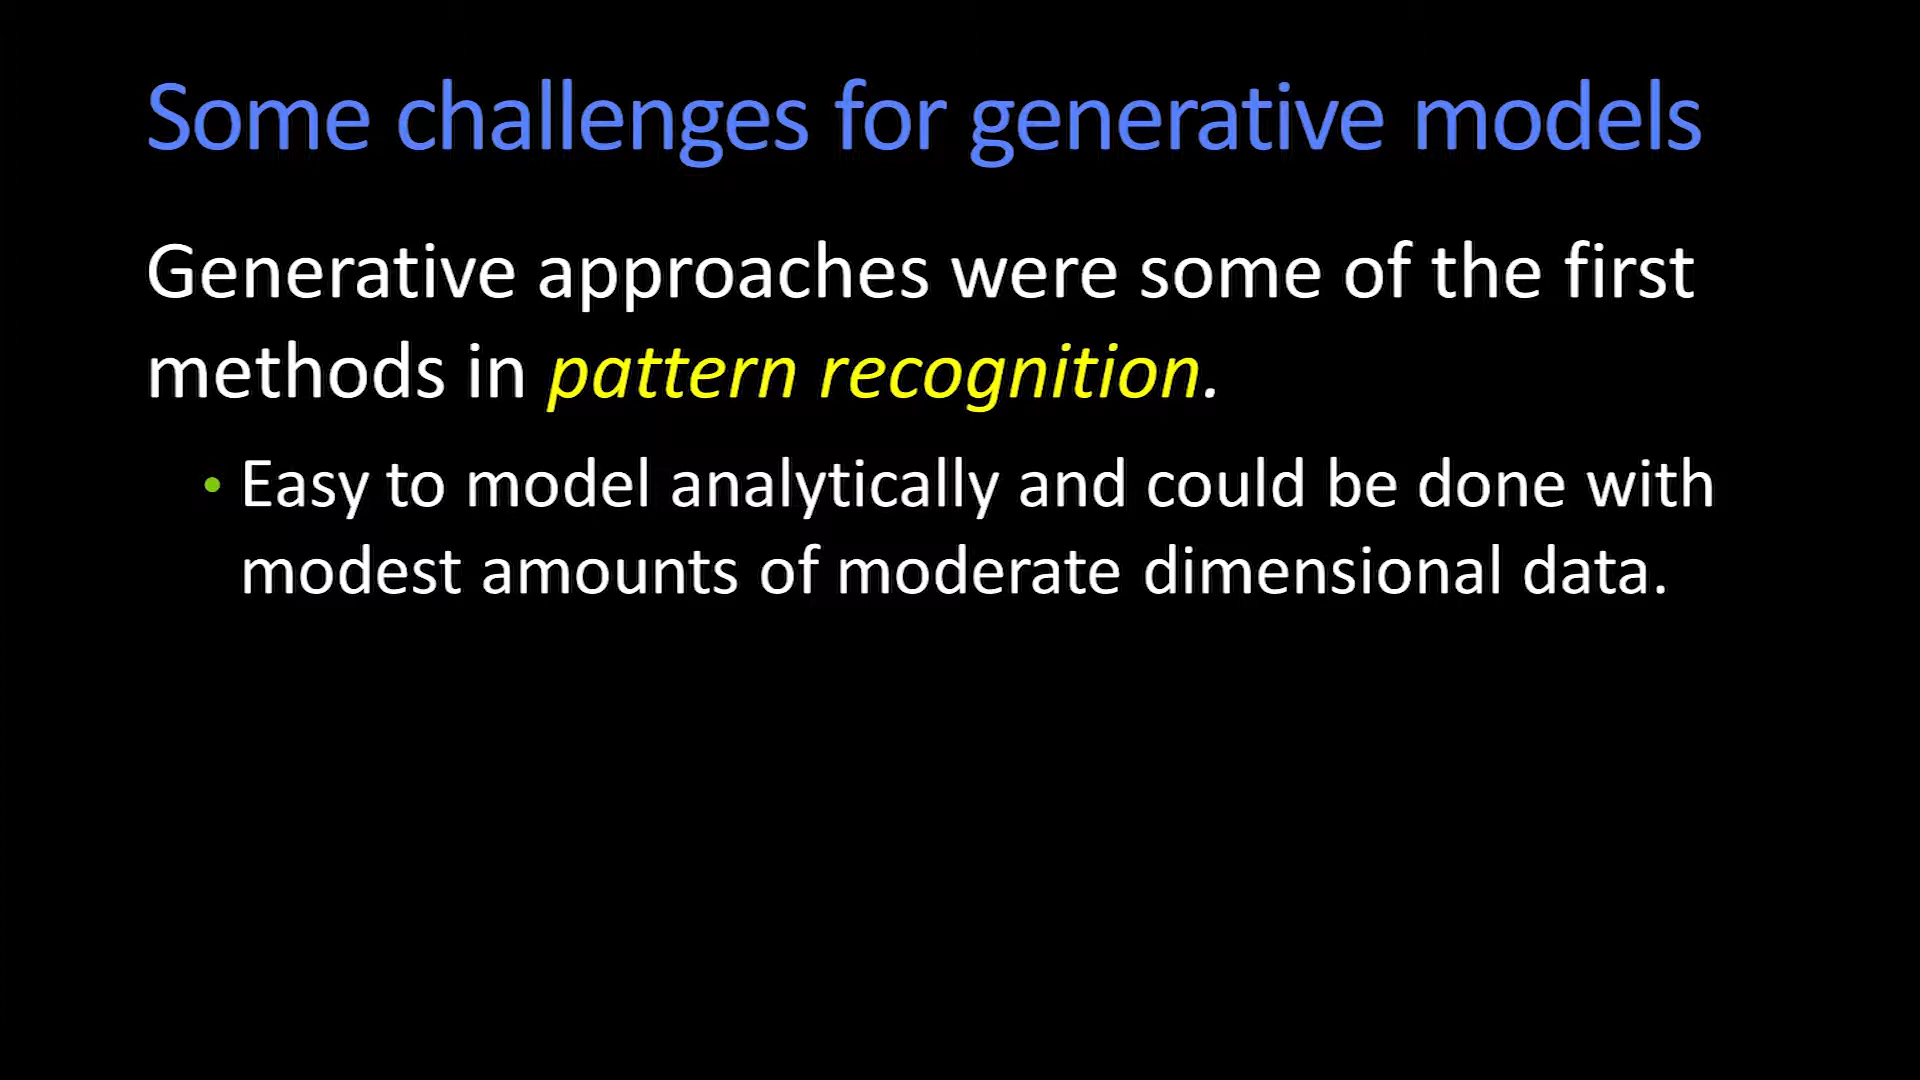 Some challenges for generative models
Generative approaches were some of the first
methods in pattern recognition.
• Easy to model analytically and could be done with
modest amounts of moderate dimensional data.